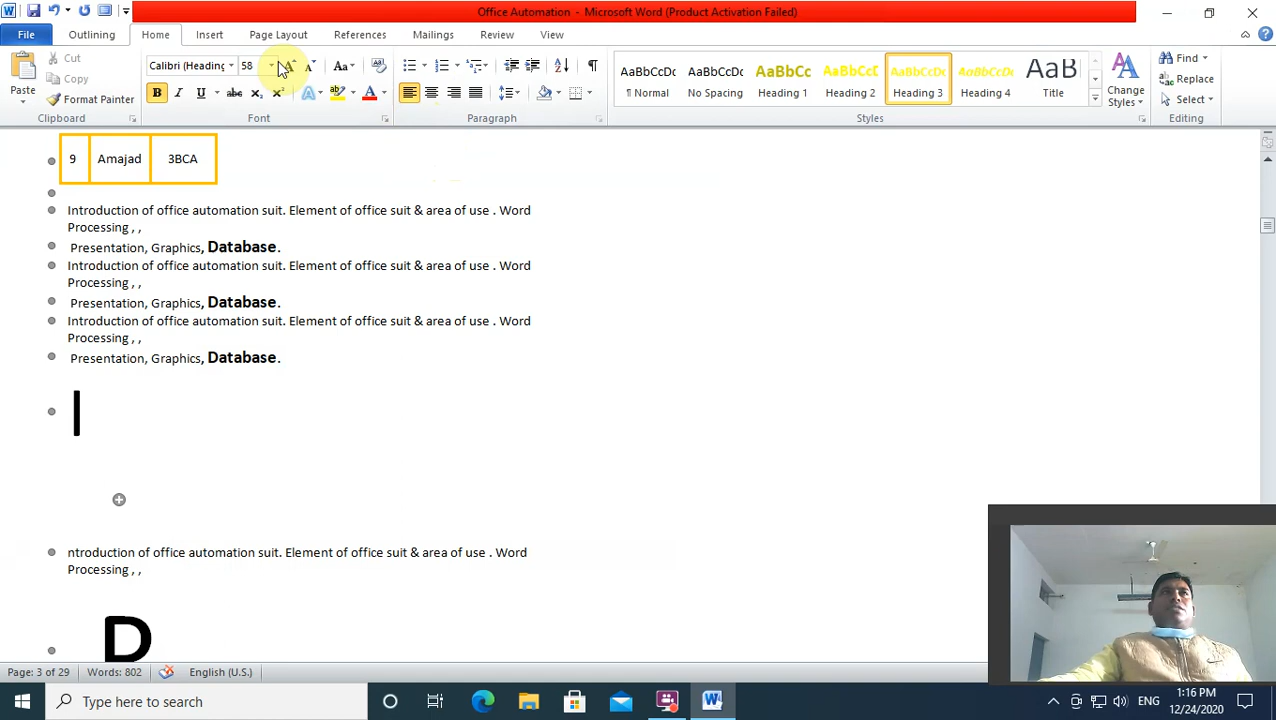 Office Automation - Microsoft Word (Product Activation Failed)
File Outlining Home Insert Page Layout References Mailings Review View
Calibri (Heading 58
Cut
Copy
Format Painter
Paste
Clipboard
Font
Paragraph
AaBbCcDc AaBbCcDc AaBbCc AaBbCcDc AaBbCcDc AaBbCcDc AaB
¶ Normal No Spacing Heading 1 Heading 2 Heading 3 Heading 4 Title
Change
Styles
Styles
Find
Replace
Select
Editing
9 Amajad 3BCA
Introduction of office automation suit. Element of office suit & area of use . Word
Processing , ,
Presentation, Graphics, Database.
Introduction of office automation suit. Element of office suit & area of use . Word
Processing , ,
Presentation, Graphics, Database.
Introduction of office automation suit. Element of office suit & area of use . Word
Processing , ,
Presentation, Graphics, Database.
I
ntroduction of office automation suit. Element of office suit & area of use . Word
Processing , ,
D
Page: 3 of 29 Words: 802 English (U.S.)
Type here to search
ENG
1:16 PM
12/24/2020